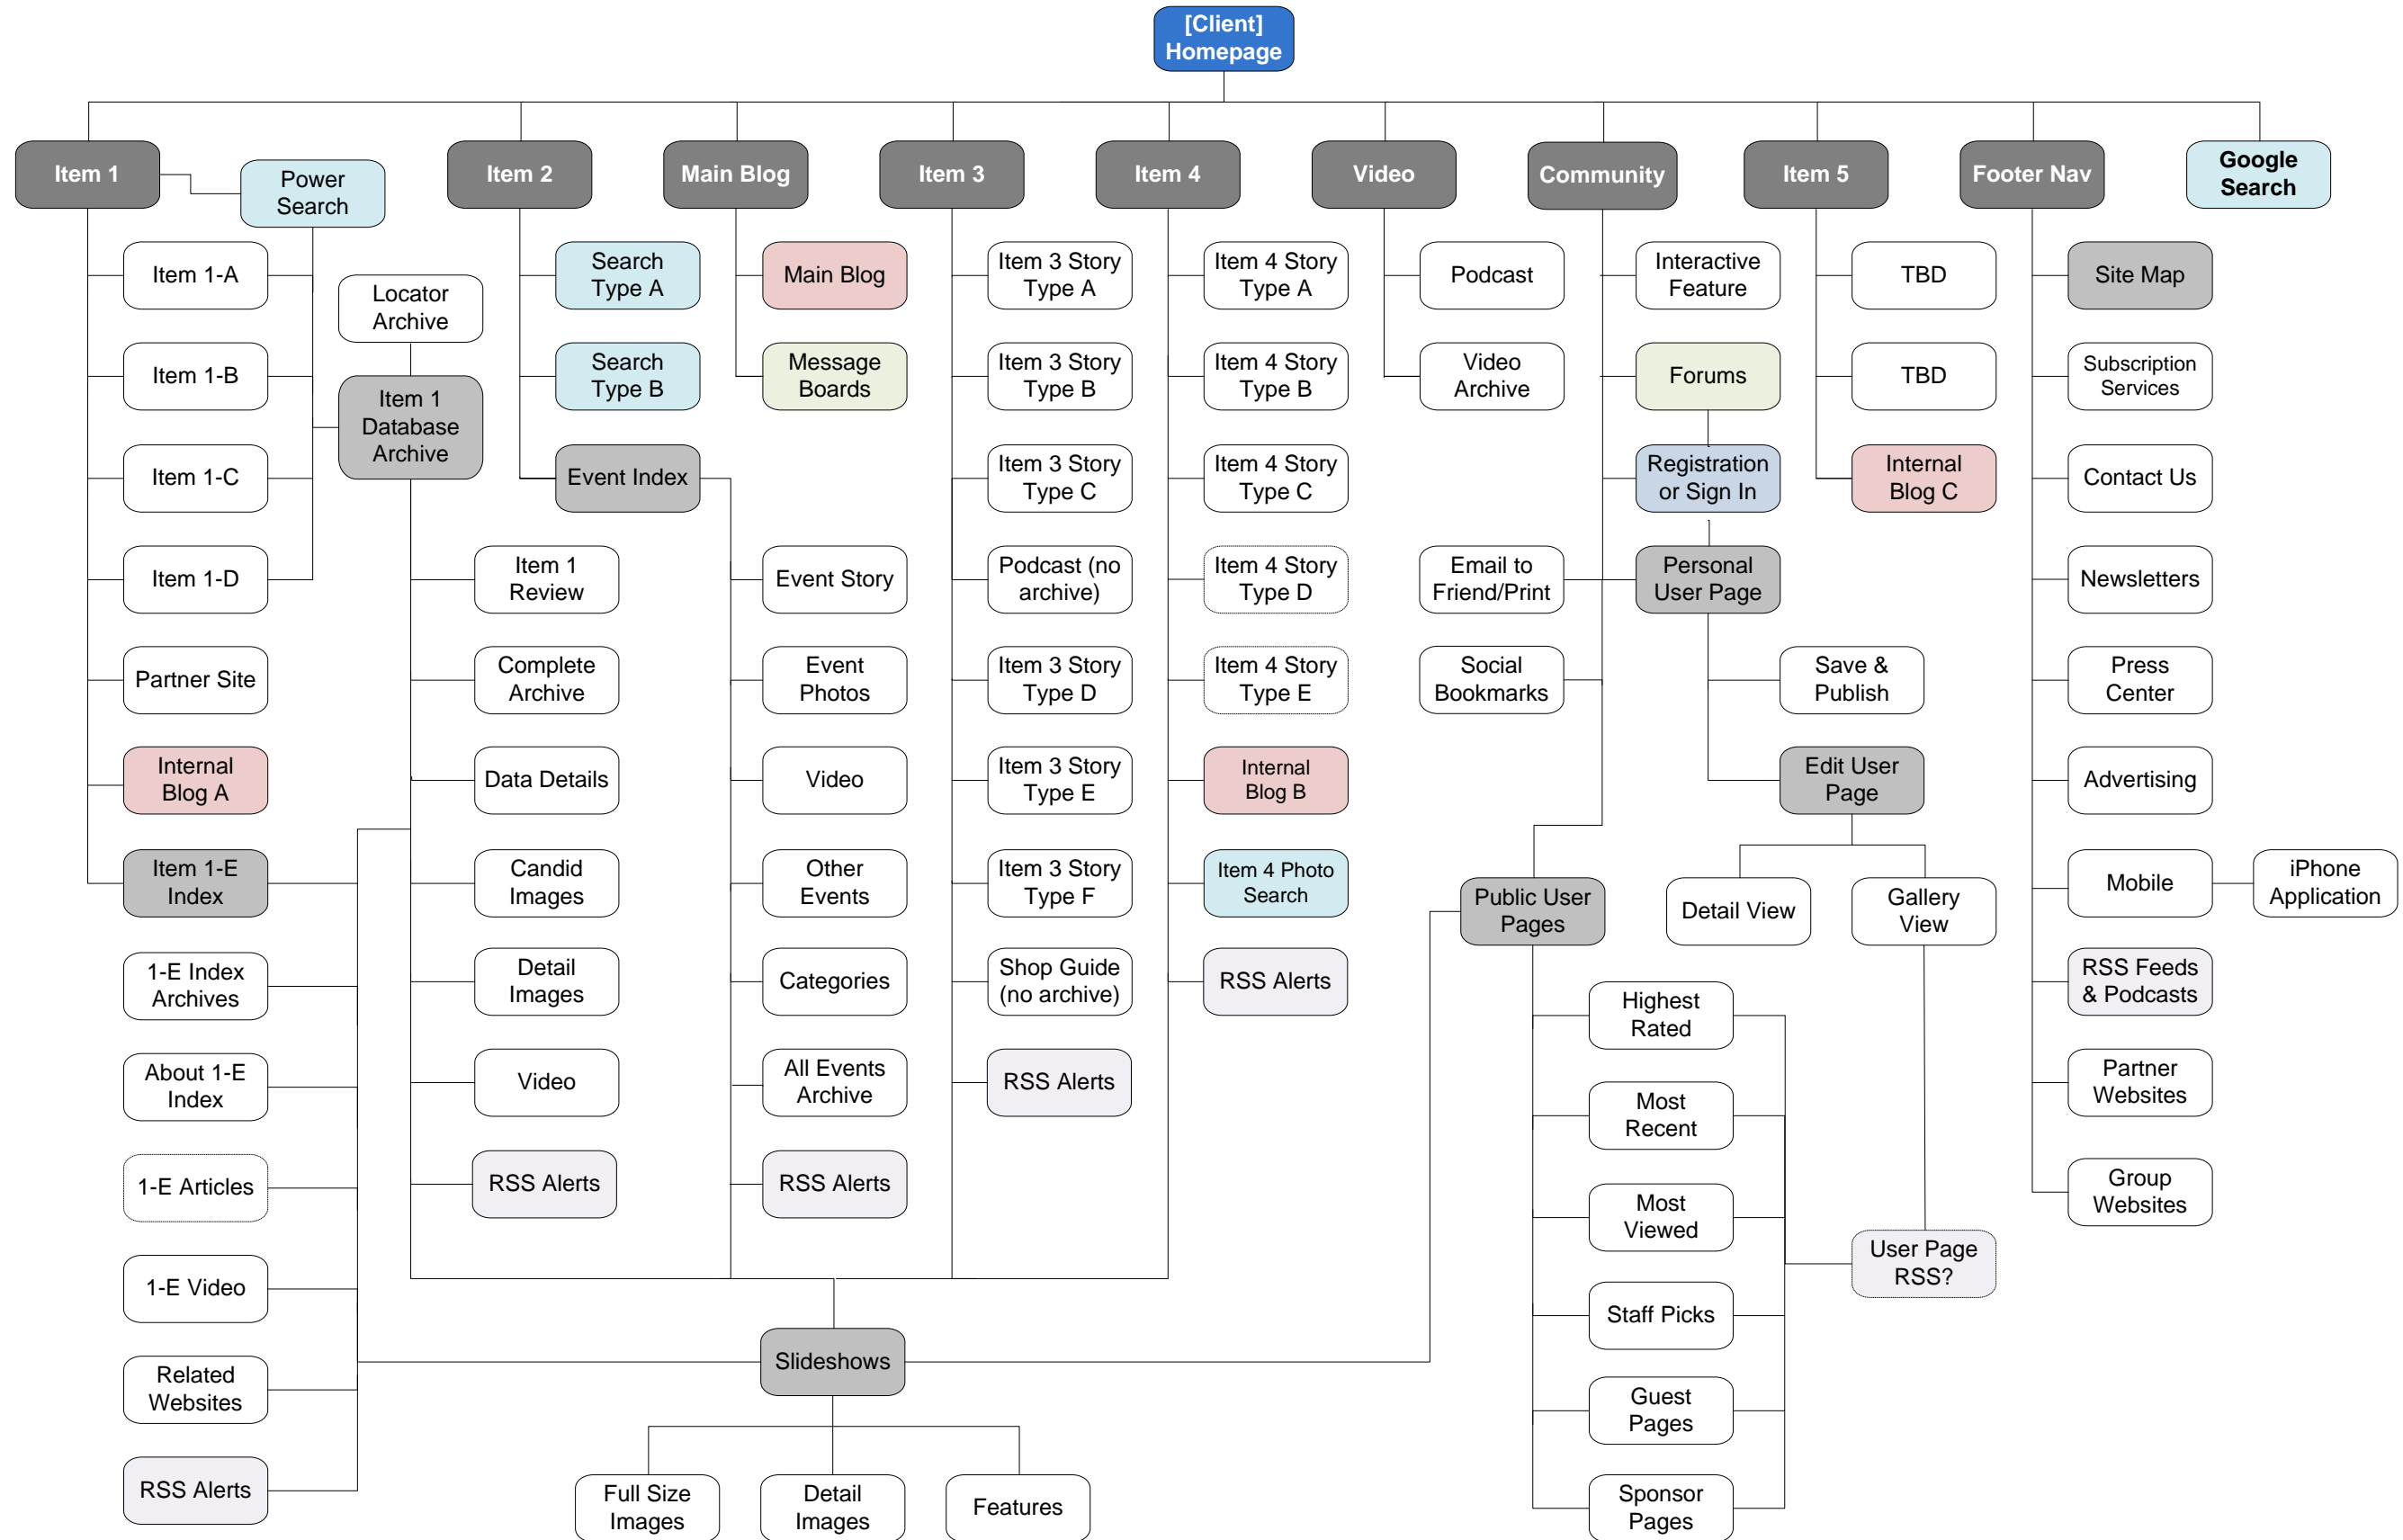 [Client]
Homepage
Item 1
Power
Search
Item 2
Main Blog
Item 3
Item 4
Video
Community
Item 5
Footer Nav
Google
Search
Item 1-A
Item 1-B
Item 1-C
Item 1-D
Partner Site
Internal
Blog A
Item 1-E
Index
1-E Index
Archives
About 1-E
Index
1-E Articles
1-E Video
Related
Websites
RSS Alerts
Locator
Archive
Item 1
Database
Archive
Item 1
Review
Complete
Archive
Data Details
Candid
Images
Detail
Images
Video
RSS Alerts
Search
Type A
Search
Type B
Event Index
Event Story
Event
Photos
Video
Other
Events
Categories
All Events
Archive
RSS Alerts
Main Blog
Message
Boards
Item 3 Story
Type A
Item 3 Story
Type B
Item 3 Story
Type C
Podcast (no
archive)
Item 3 Story
Type D
Item 3 Story
Type E
Item 3 Story
Type F
Shop Guide
(no archive)
RSS Alerts
Item 4 Story
Type A
Item 4 Story
Type B
Item 4 Story
Type C
Item 4 Story
Type D
Item 4 Story
Type E
Internal
Blog B
Item 4 Photo
Search
RSS Alerts
Slideshows
Full Size
Images
Detail
Images
Features
Podcast
Video
Archive
Interactive
Feature
Forums
Registration
or Sign In
Email to
Friend/Print
Personal
User Page
Social
Bookmarks
Save &
Publish
Edit User
Page
Detail View
Gallery
View
Public User
Pages
Highest
Rated
Most
Recent
Most
Viewed
Staff Picks
Guest
Pages
Sponsor
Pages
User Page
RSS?
TBD
TBD
Internal
Blog C
Site Map
Subscription
Services
Contact Us
Newsletters
Press
Center
Advertising
Mobile
iPhone
Application
RSS Feeds
& Podcasts
Partner
Websites
Group
Websites